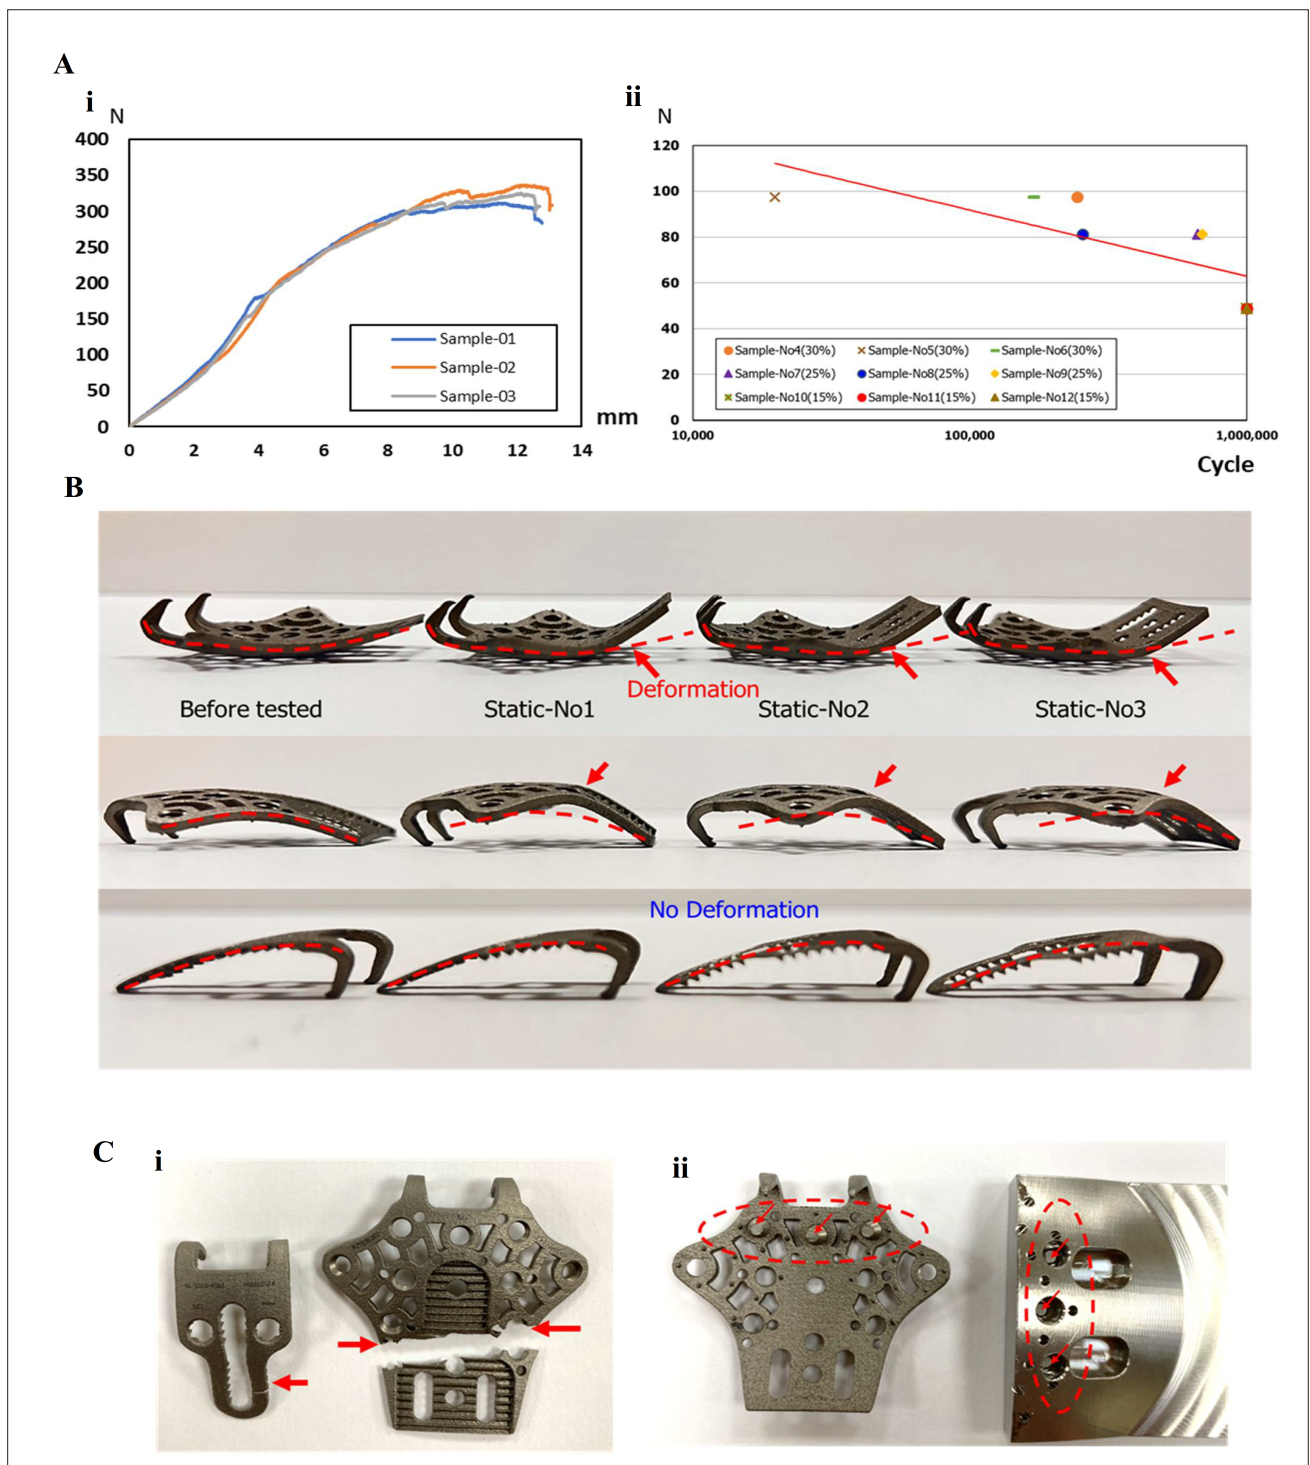 A
i
N
400
350
300
250
200
150
100
50
0
0 2 4 6 8 10 12 14
mm
Sample-01
Sample-02
Sample-03
ii
N
120
100
80
60
40
20
0
10,000 100,000 1,000,000
Cycle
Sample-No4(30%) Sample-No5(30%) Sample-No6(30%)
Sample-No7(25%) Sample-No8(25%) Sample-No9(25%)
Sample-No10(15%) Sample-No11(15%) Sample-No12(15%)
B
Deformation
Before tested Static-No1 Static-No2 Static-No3
No Deformation
C
i
ii